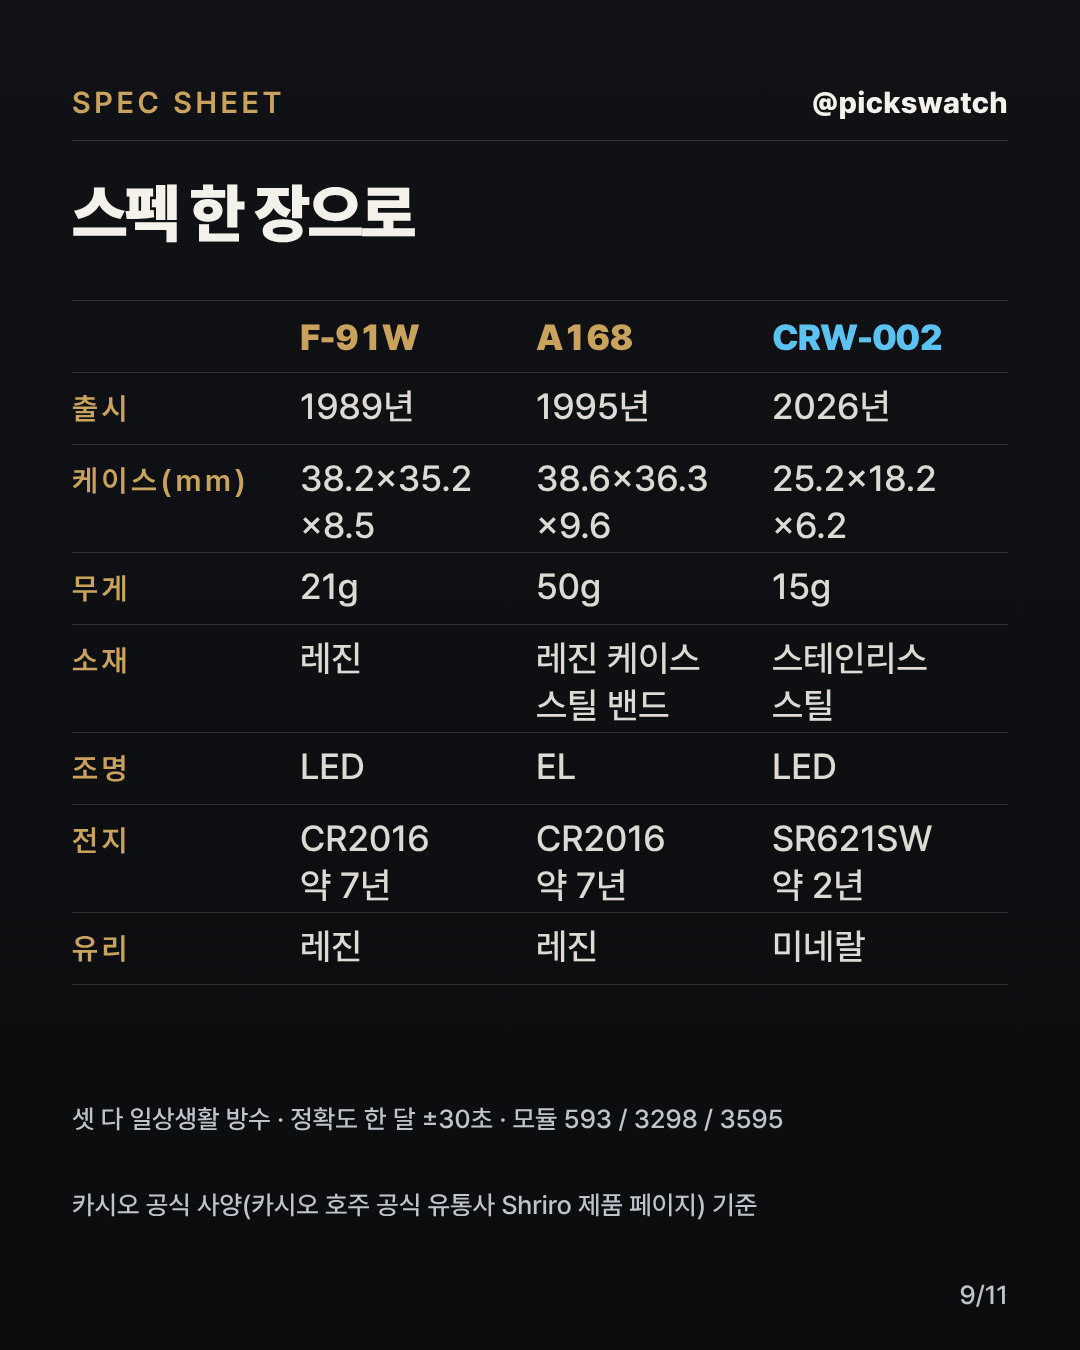 SPEC SHEET
@pickswatch
스펙 한 장으로
F-91W A168 CRW-002
출시 1989년 1995년 2026년
케이스(mm) 38.2×35.2 38.6×36.3 25.2×18.2
×8.5 ×9.6 ×6.2
무게 21g 50g 15g
소재 레진 레진 케이스 스테인리스
스틸 밴드 스틸
조명 LED EL LED
전지 CR2016 CR2016 SR621SW
약 7년 약 7년 약 2년
유리 레진 레진 미네랄
셋 다 일상생활 방수 · 정확도 한 달 ±30초 · 모듈 593 / 3298 / 3595
카시오 공식 사양(카시오 호주 공식 유통사 Shriro 제품 페이지) 기준
9/11